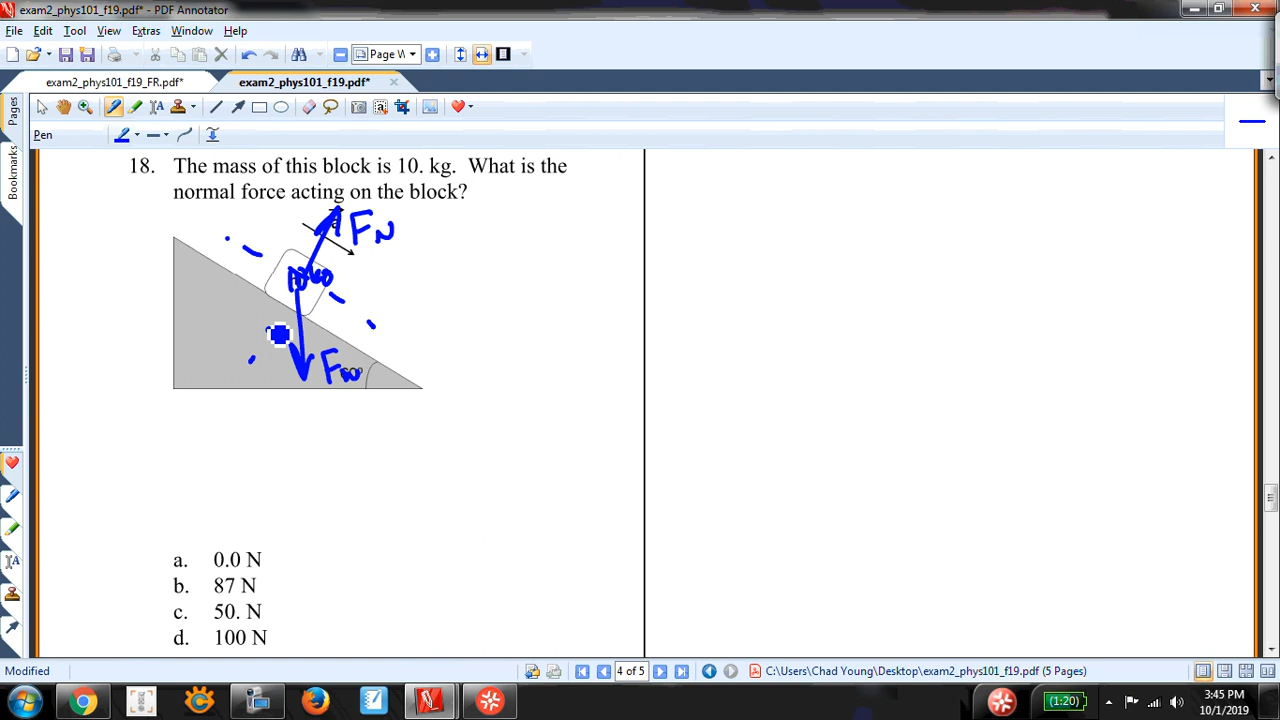 exam2_phys101_f19.pdf* - PDF Annotator
File Edit Tool View Extras Window Help
Page W
exam2_phys101_f19_FR.pdf* exam2_phys101_f19.pdf*
Pen
Pages
Bookmarks
18. The mass of this block is 10. kg. What is the
normal force acting on the block?
FN
Fw
a. 0.0 N
b. 87 N
c. 50. N
d. 100 N
Modified
4 of 5
C:\Users\Chad Young\Desktop\exam2_phys101_f19.pdf (5 Pages)
(1:20)
3:45 PM
10/1/2019